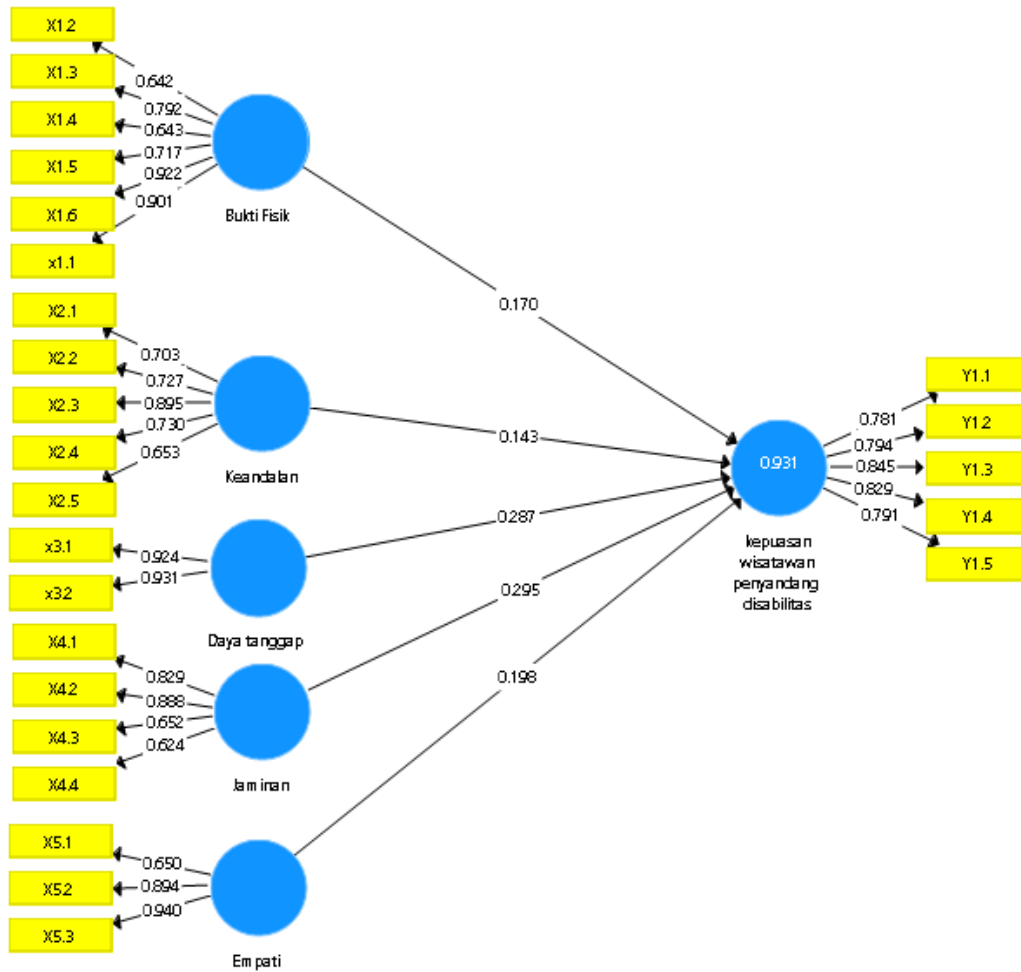 X1.2
X1.3
X1.4
X1.5
X1.6
x1.1
0.642
0.792
0.643
0.717
0.922
0.901
Bukti Fisik
X2.1
X2.2
X2.3
X2.4
X2.5
0.703
0.727
0.895
0.730
0.653
Keandalan
x3.1
x3.2
0.924
0.931
Daya tanggap
X4.1
X4.2
X4.3
X4.4
0.829
0.888
0.652
0.624
Jaminan
X5.1
X5.2
X5.3
0.650
0.894
0.940
Empati
0.170
0.143
0.287
0.295
0.198
0.931
kepuasan
wisatawan
penyandang
disabilitas
0.781
0.794
0.845
0.829
0.791
Y1.1
Y1.2
Y1.3
Y1.4
Y1.5